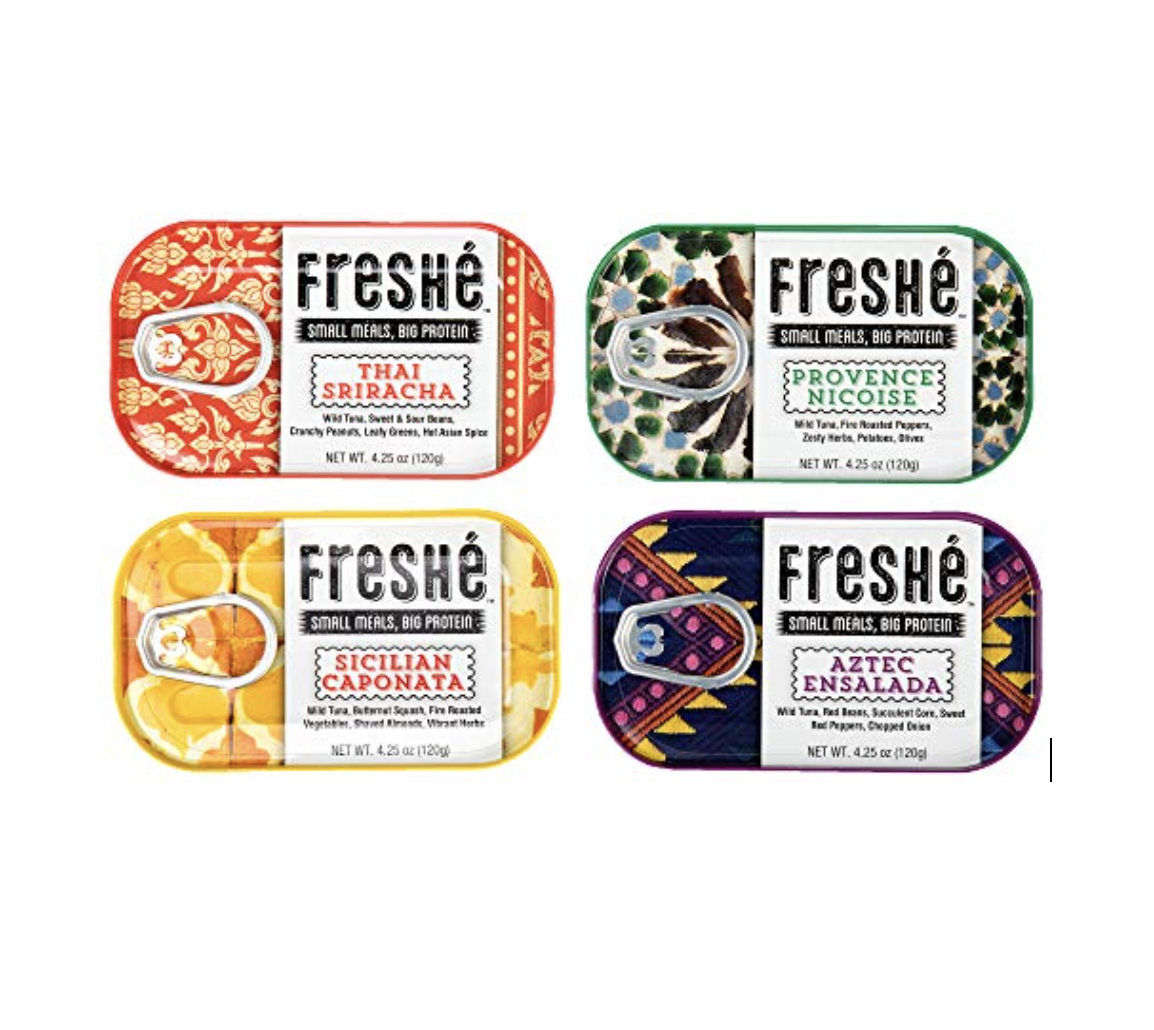 FRESHÉ™
SMALL MEALS, BIG PROTEIN
THAI
SRIRACHA
Wild Tuna, Sweet & Sour Beans,
Crunchy Peanuts, Leafy Greens, Hot Asian Spice
NET WT. 4.25 oz (120g)
FRESHÉ™
SMALL MEALS, BIG PROTEIN
PROVENCE
NICOISE
Wild Tuna, Fire Roasted Peppers,
Zesty Herbs, Potatoes, Olives
NET WT. 4.25 oz (120g)
FRESHÉ™
SMALL MEALS, BIG PROTEIN
SICILIAN
CAPONATA
Wild Tuna, Butternut Squash, Fire Roasted
Vegetables, Shaved Almonds, Vibrant Herbs
NET WT. 4.25 oz (120g)
FRESHÉ™
SMALL MEALS, BIG PROTEIN
AZTEC
ENSALADA
Wild Tuna, Red Beans, Succulent Corn, Sweet
Red Peppers, Chopped Onion
NET WT. 4.25 oz (120g)